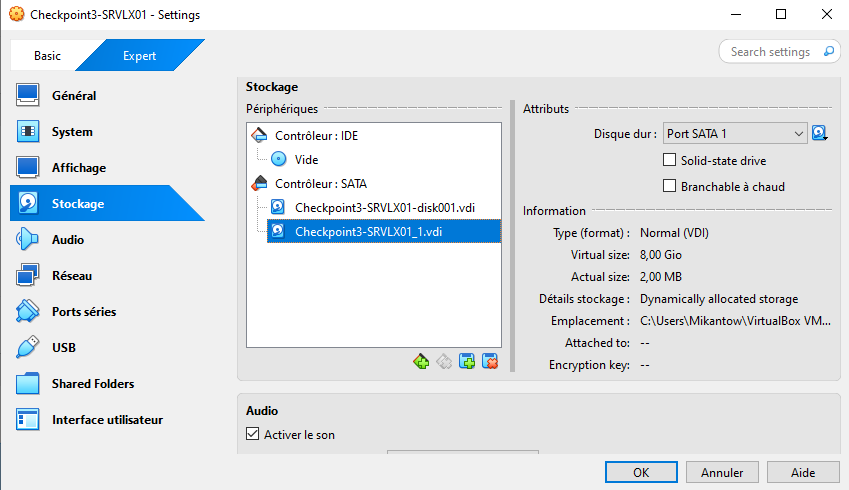 Checkpoint3-SRVLX01 - Settings
Basic
Expert
Search settings
Général
System
Affichage
Stockage
Audio
Réseau
Ports séries
USB
Shared Folders
Interface utilisateur
Stockage
Périphériques
Contrôleur : IDE
Vide
Contrôleur : SATA
Checkpoint3-SRVLX01-disk001.vdi
Checkpoint3-SRVLX01_1.vdi
Attributs
Disque dur : Port SATA 1
Solid-state drive
Branchable à chaud
Information
Type (format) : Normal (VDI)
Virtual size: 8,00 Gio
Actual size: 2,00 MB
Détails stockage : Dynamically allocated storage
Emplacement : C:\Users\Mikantow\VirtualBox VM...
Attached to: --
Encryption key: --
Audio
Activer le son
OK
Annuler
Aide